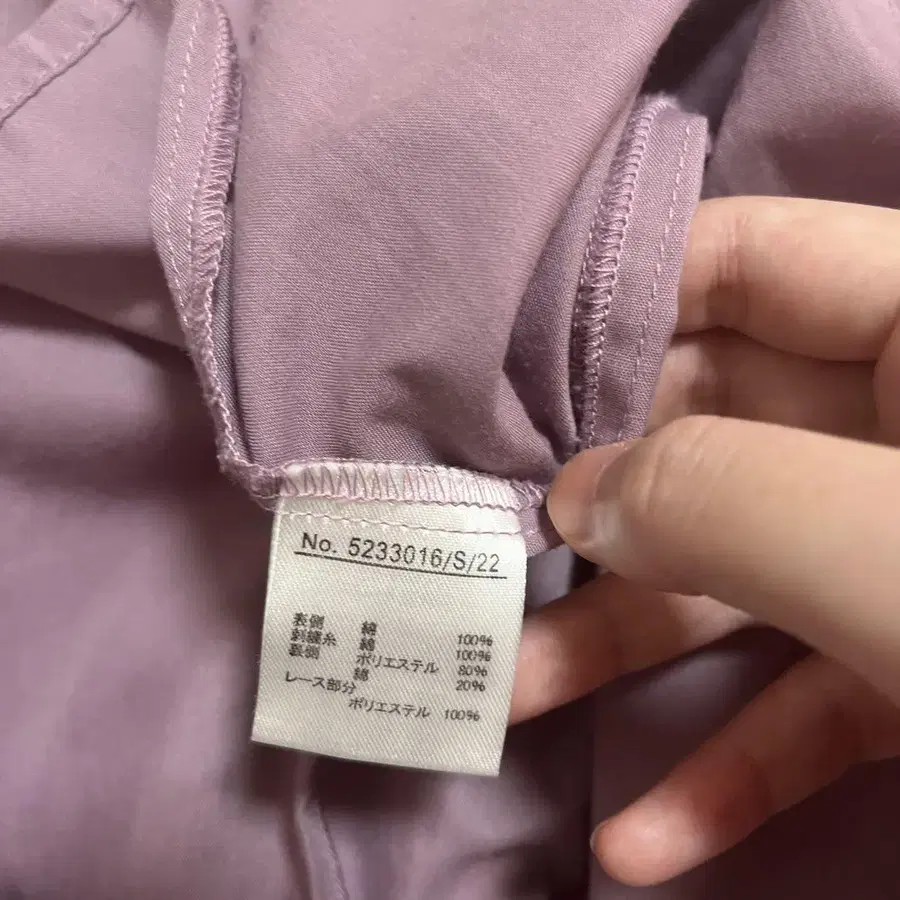 No. 5233016/S/22
表側 綿 100%
刺繍糸 綿 100%
裏側 ポリエステル 80%
綿 20%
レース部分
ポリエステル 100%